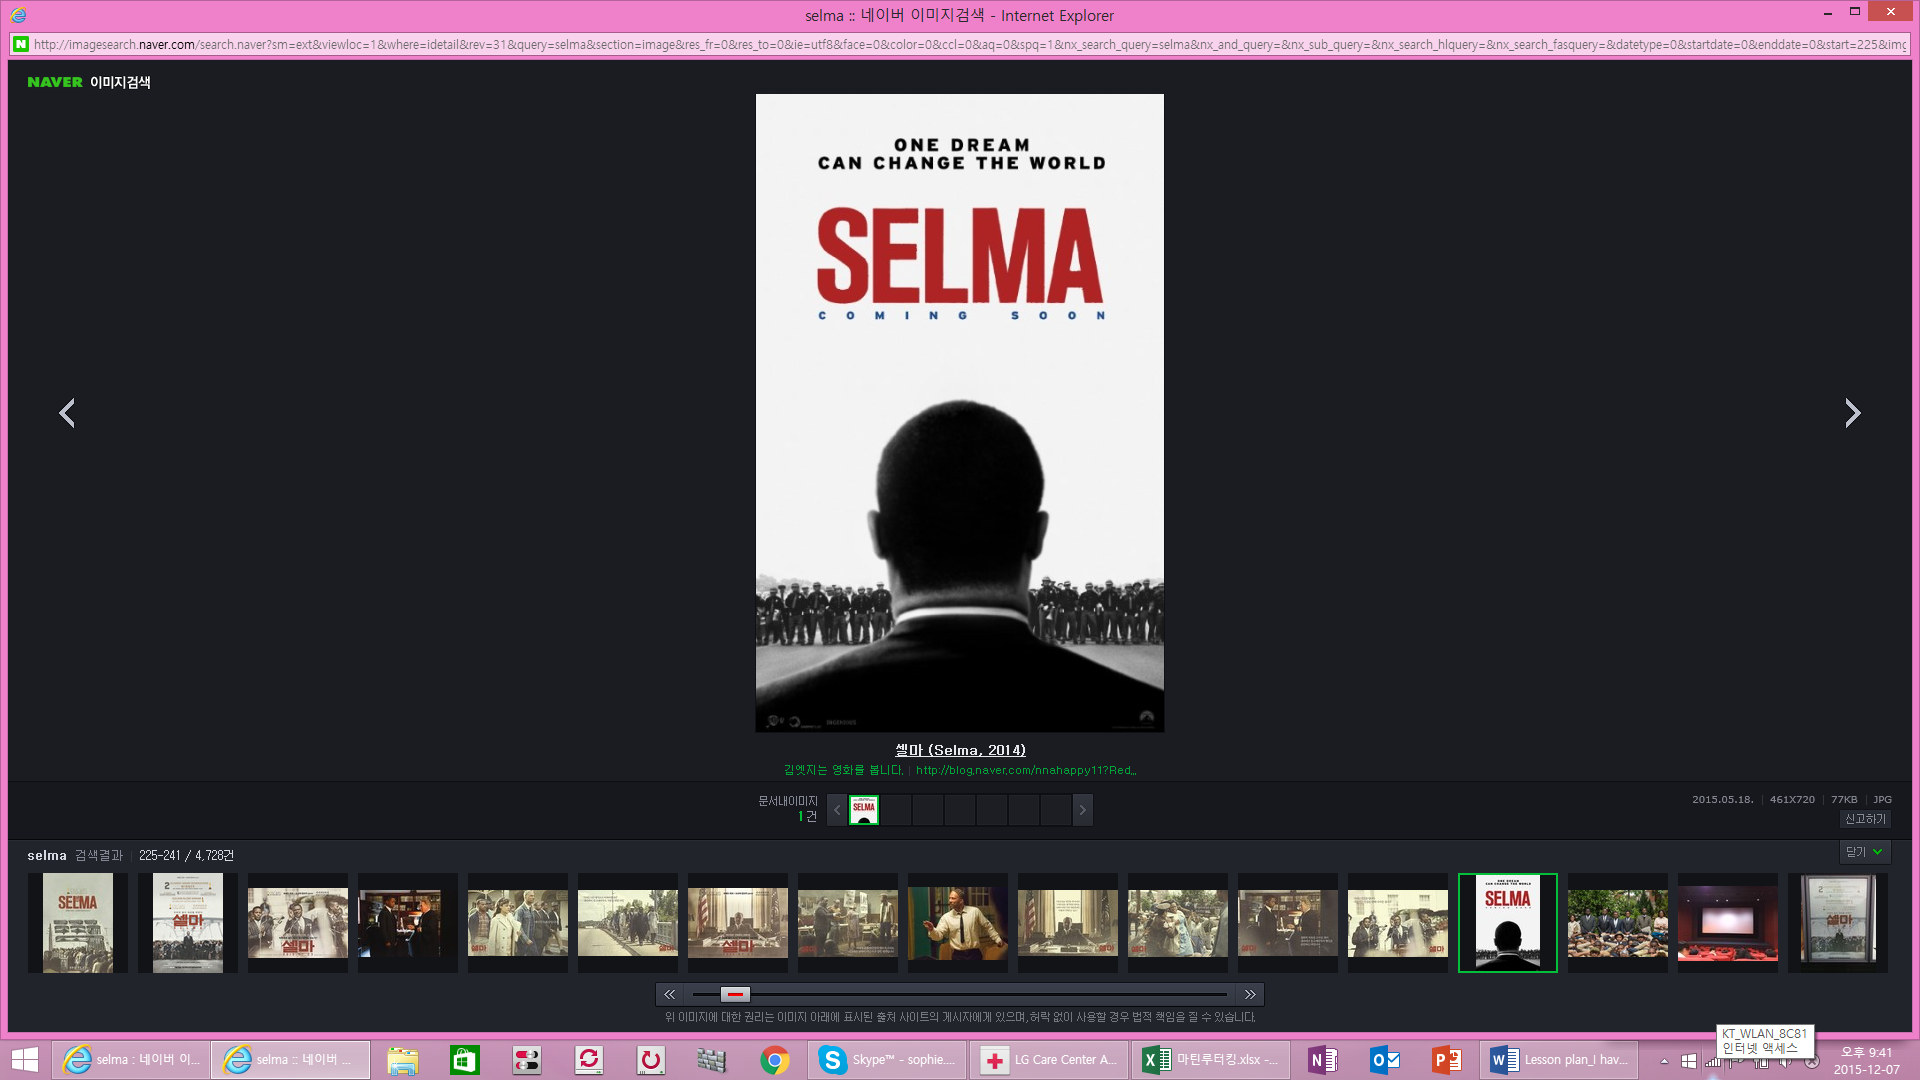 selma :: 네이버 이미지검색 - Internet Explorer
http://imagesearch.naver.com/search.naver?sm=ext&viewloc=1&where=idetail&rev=31&query=selma&section=image&res_fr=0&res_to=0&ie=utf8&face=0&color=0&ccl=0&aq=0&spq=1&nx_search_query=selma&nx_and_query=&nx_sub_query=&nx_search_hlquery=&nx_search_fasquery=&datetype=0&startdate=0&enddate=0&start=225&img
NAVER 이미지검색
ONE DREAM
CAN CHANGE THE WORLD
SELMA
COMING SOON
셀마 (Selma, 2014)
김엣지는 영화를 봅니다. | http://blog.naver.com/nnahappy11?Red...
문서내이미지
1건
2015.05.18. | 461X720 | 77KB | JPG
신고하기
selma 검색결과 | 225-241 / 4,728건
닫기
위 이미지에 대한 권리는 이미지 아래에 표시된 출처 사이트의 게시자에게 있으며, 허락 없이 사용할 경우 법적 책임을 질 수 있습니다.
KT_WLAN_8C81
인터넷 액세스
selma : 네이버 이...
selma :: 네이버 ...
Skype™ - sophie....
LG Care Center A...
마틴루터킹.xlsx -...
Lesson plan_I hav...
오후 9:41
2015-12-07